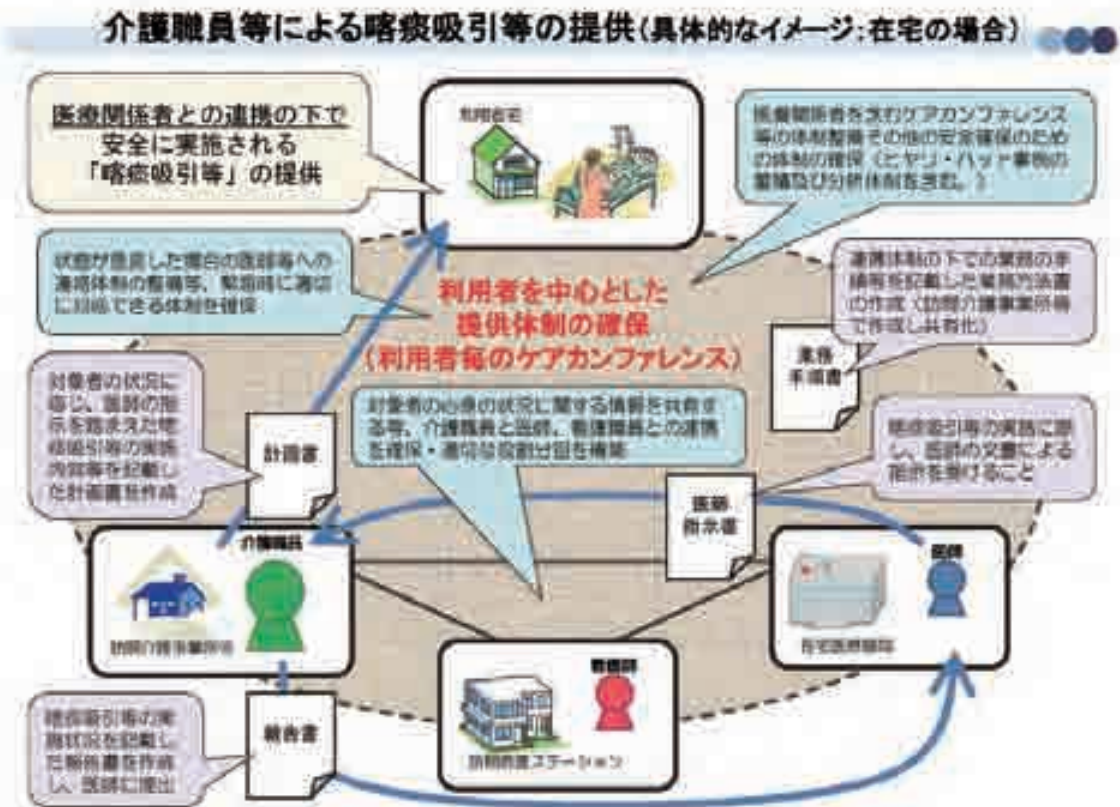 介護職員等による喀痰吸引等の提供(具体的なイメージ:在宅の場合)
医療関係者との連携の下で
安全に実施される
「喀痰吸引等」の提供
利用者宅
医療関係者を含むケアカンファレンス
等の体制整備その他の安全確保のため
の体制の確保(ヒヤリ・ハット事例の
蓄積及び分析体制を含む。)
状態が急変した場合の医師等への
連絡体制の整備等、緊急時に適切
に対応できる体制を確保
利用者を中心とした
提供体制の確保
(利用者毎のケアカンファレンス)
連携体制の下での業務の手
順等を記載した業務方法書
の作成(訪問介護事業所等
で作成し共有化)
業務
手順書
対象者の状況に
応じ、医師の指
示を踏まえた喀
痰吸引等の実施
内容等を記載し
た計画書を作成
計画書
対象者の心身の状況に関する情報を共有す
る等、介護職員と医師、看護職員との連携
を確保・適切な役割分担を構築
喀痰吸引等の実施に際
し、医師の文書による
指示を受けること
医師
指示書
介護職員
訪問介護事業所等
医師
在宅医療機関
看護師
訪問看護ステーション
喀痰吸引等の実
施状況を記載し
た報告書を作成
し、医師に提出
報告書